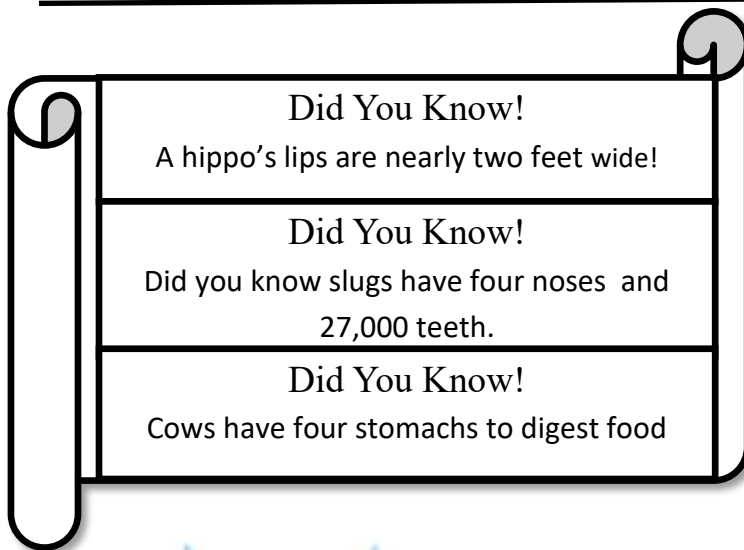 Did You Know!
A hippo’s lips are nearly two feet wide!
Did You Know!
Did you know slugs have four noses  and
27,000 teeth.
Did You Know!
Cows have four stomachs to digest food